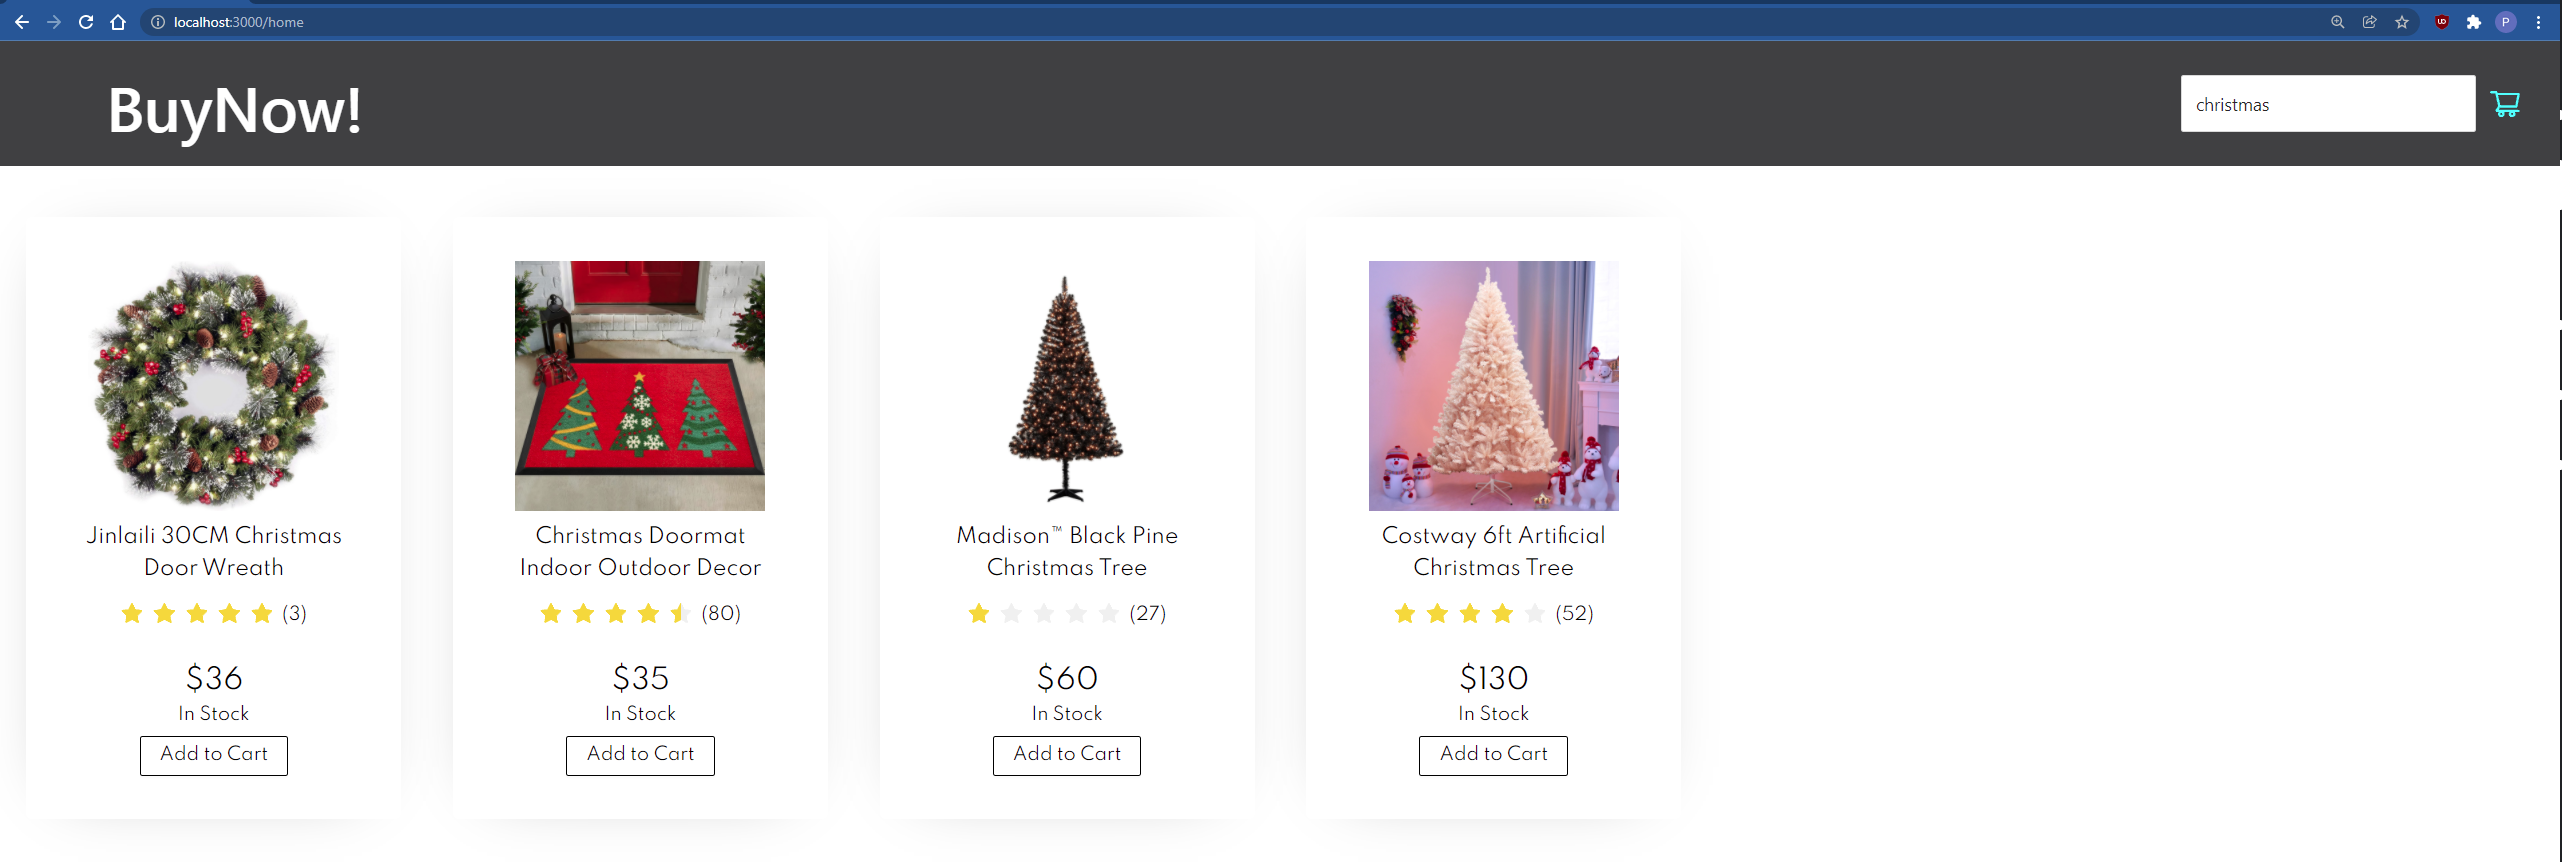 localhost:3000/home
P
BuyNow!
christmas
Jinlaili 30CM Christmas
Door Wreath
(3)
$36
In Stock
Add to Cart
Christmas Doormat
Indoor Outdoor Decor
(80)
$35
In Stock
Add to Cart
Madison™ Black Pine
Christmas Tree
(27)
$60
In Stock
Add to Cart
Costway 6ft Artificial
Christmas Tree
(52)
$130
In Stock
Add to Cart